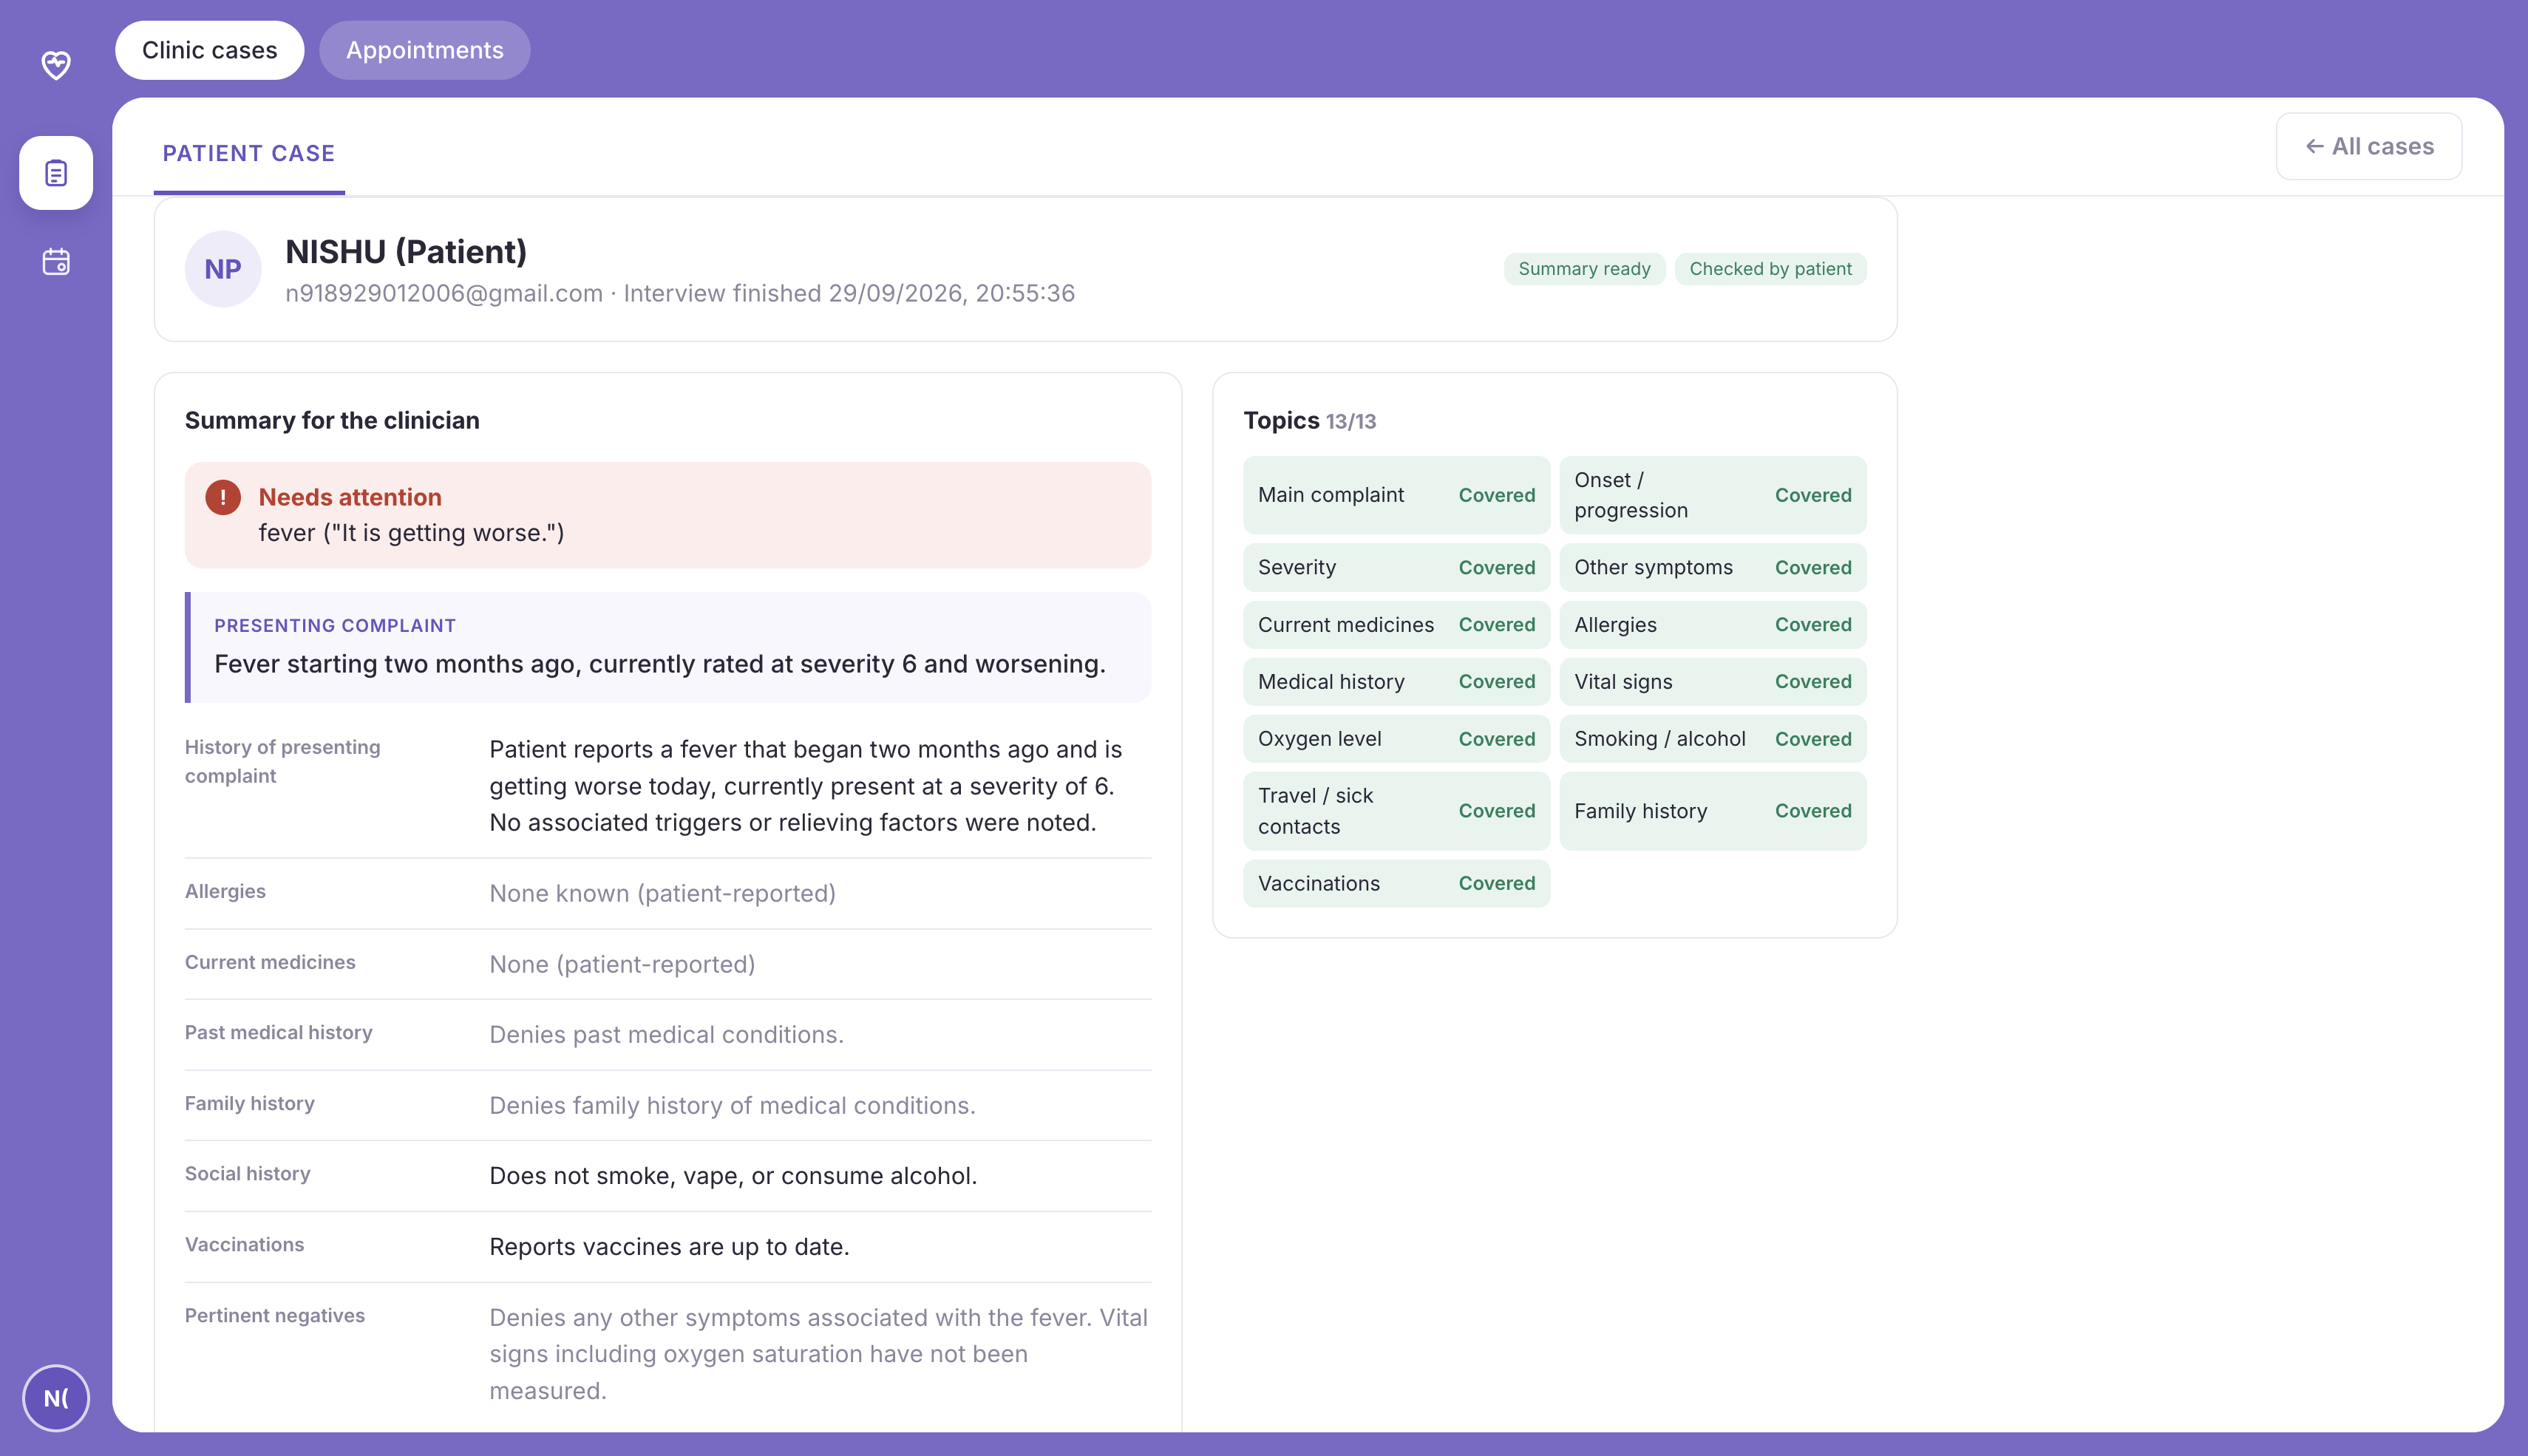 Clinic cases
Appointments
PATIENT CASE
← All cases
NP
NISHU (Patient)
n918929012006@gmail.com · Interview finished 29/09/2026, 20:55:36
Summary ready
Checked by patient
Summary for the clinician
! Needs attention
fever ("It is getting worse.")
PRESENTING COMPLAINT
Fever starting two months ago, currently rated at severity 6 and worsening.
History of presenting
complaint
Patient reports a fever that began two months ago and is
getting worse today, currently present at a severity of 6.
No associated triggers or relieving factors were noted.
Allergies
None known (patient-reported)
Current medicines
None (patient-reported)
Past medical history
Denies past medical conditions.
Family history
Denies family history of medical conditions.
Social history
Does not smoke, vape, or consume alcohol.
Vaccinations
Reports vaccines are up to date.
Pertinent negatives
Denies any other symptoms associated with the fever. Vital
signs including oxygen saturation have not been
measured.
Topics 13/13
Main complaint Covered
Onset /
progression
Covered
Severity Covered
Other symptoms Covered
Current medicines Covered
Allergies Covered
Medical history Covered
Vital signs Covered
Oxygen level Covered
Smoking / alcohol Covered
Travel / sick
contacts
Covered
Family history Covered
Vaccinations Covered
N(